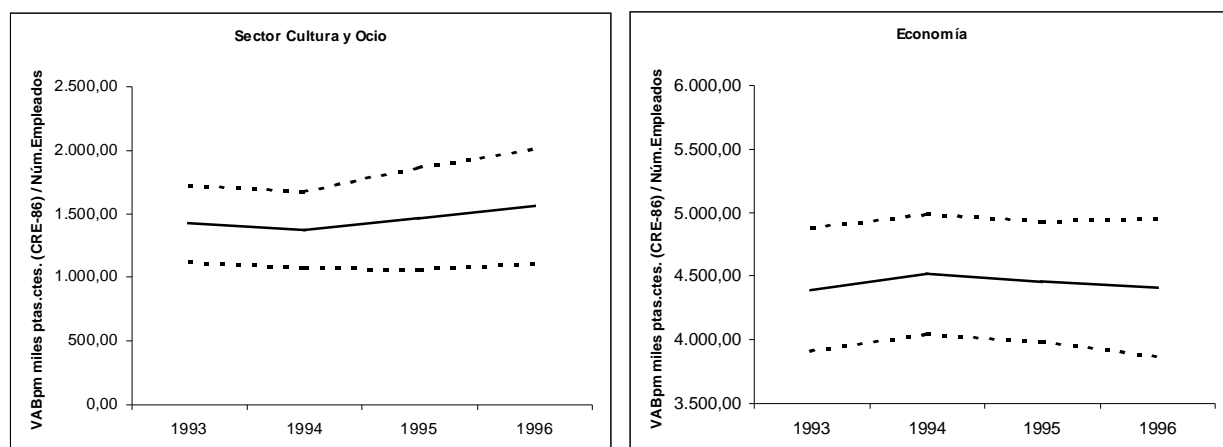 Sector Cultura y Ocio
VABpm miles ptas.ctes. (CRE-86) / Núm.Empleados
2.500,00
2.000,00
1.500,00
1.000,00
500,00
0,00
1993 1994 1995 1996
Economía
VABpm miles ptas.ctes. (CRE-86) / Núm.Empleados
6.000,00
5.500,00
5.000,00
4.500,00
4.000,00
3.500,00
1993 1994 1995 1996